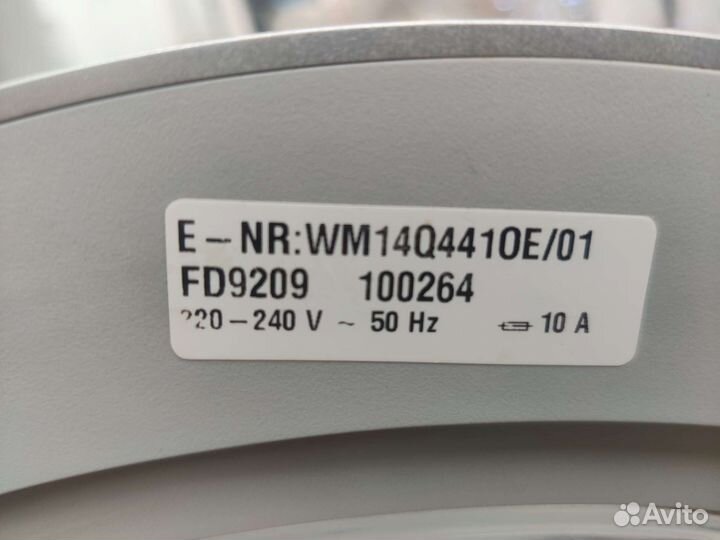 E-NR:WM14Q441OE/01
FD9209 100264
220-240 V ~ 50 Hz 10 A
Avito